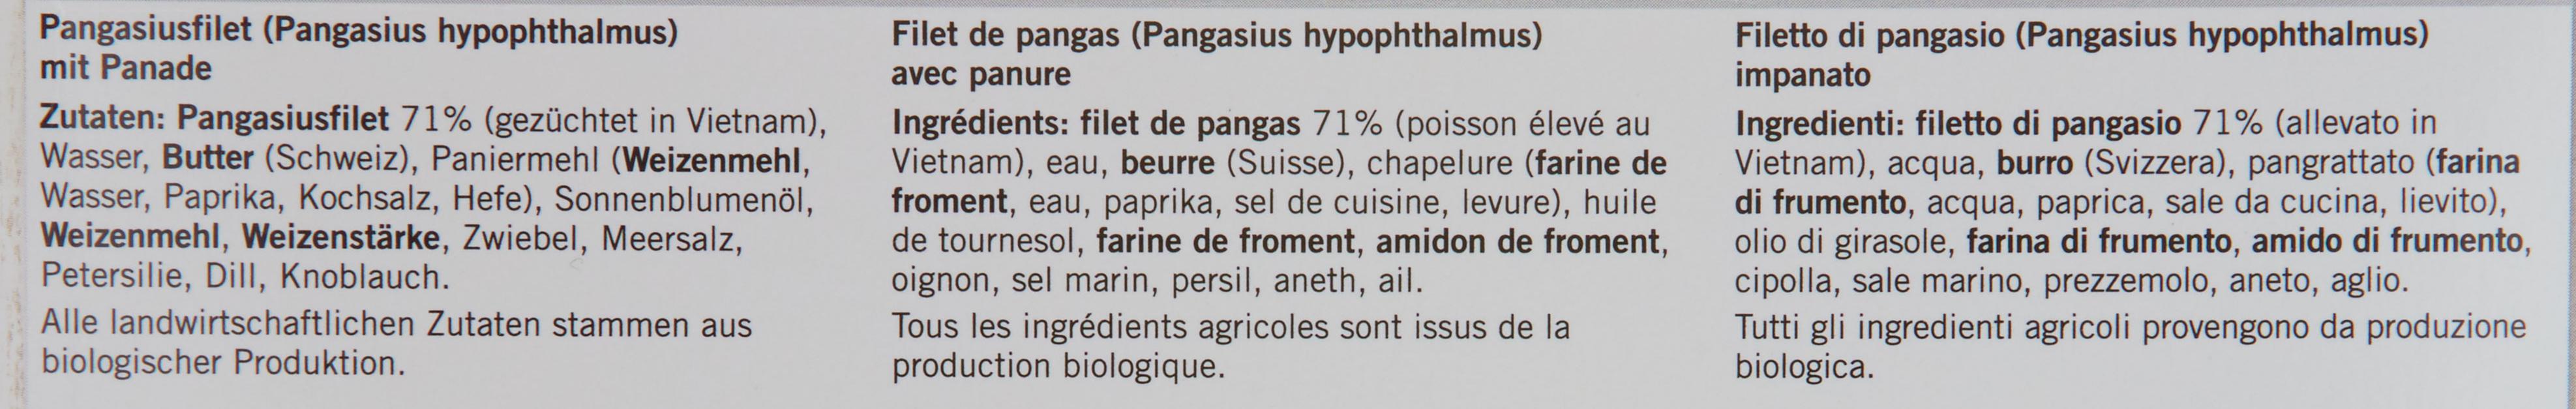 Pangasiusfilet (Pangasius hypophthalmus)
mit Panade
Zutaten: Pangasiusfilet 71% (gezüchtet in Vietnam),
Wasser, Butter (Schweiz), Paniermehl (Weizenmehl,
Wasser, Paprika, Kochsalz, Hefe), Sonnenblumenöl,
Weizenmehl, Weizenstärke, Zwiebel, Meersalz,
Petersilie, Dill, Knoblauch.
Alle landwirtschaftlichen Zutaten stammen aus
biologischer Produktion.
Filet de pangas (Pangasius hypophthalmus)
avec panure
Ingrédients: filet de pangas 71% (poisson élevé au
Vietnam), eau, beurre (Suisse), chapelure (farine de
froment, eau, paprika, sel de cuisine, levure), huile
de tournesol, farine de froment, amidon de froment,
oignon, sel marin, persil, aneth, ail.
Tous les ingrédients agricoles sont issus de la
production biologique.
Filetto di pangasio (Pangasius hypophthalmus)
impanato
Ingredienti: filetto di pangasio 71% (allevato in
Vietnam), acqua, burro (Svizzera), pangrattato (farina
di frumento, acqua, paprica, sale da cucina, lievito),
olio di girasole, farina di frumento, amido di frumento,
cipolla, sale marino, prezzemolo, aneto, aglio.
Tutti gli ingredienti agricoli provengono da produzione
biologica.